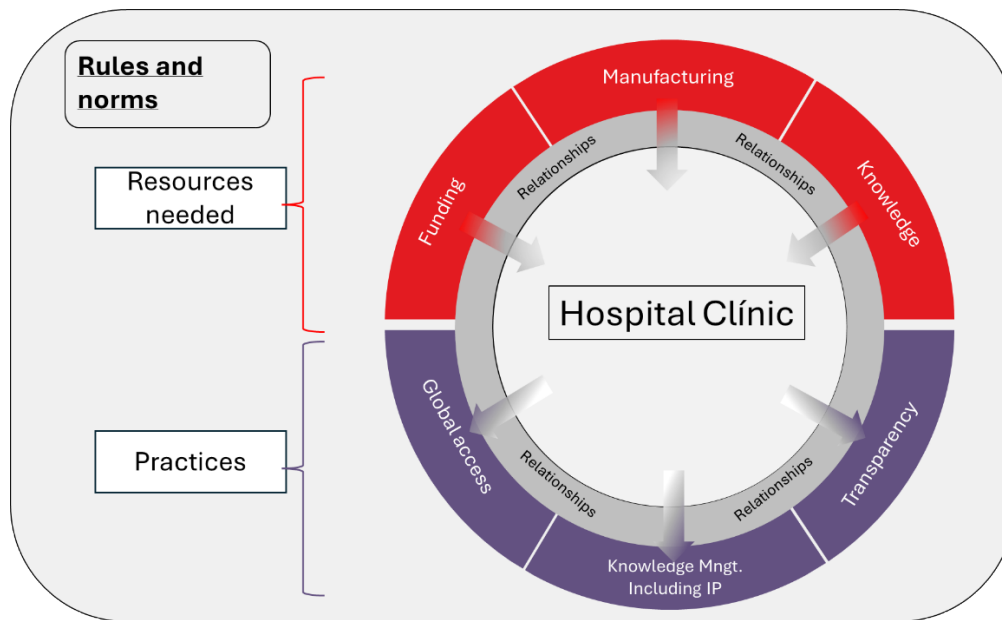 Rules and
norms
Manufacturing
Relationships
Relationships
Resources
needed
Funding
Knowledge
Hospital Clínic
Global access
Transparency
Practices
Relationships
Relationships
Knowledge Mngt.
Including IP